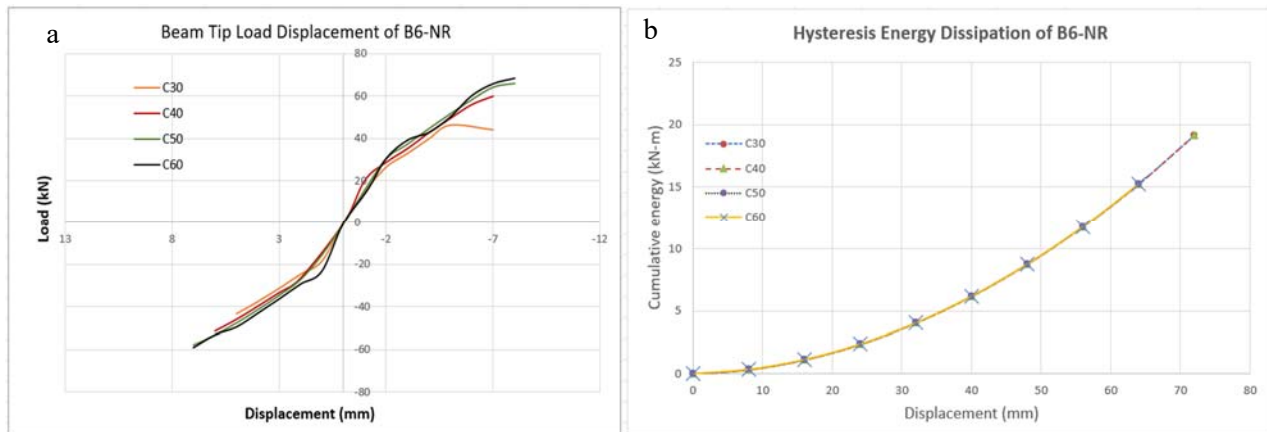 a
Beam Tip Load Displacement of B6-NR
80
60
40
20
0
-20
-40
-60
-80
13
8
3
-2
-7
-12
C30
C40
C50
C60
Load (kN)
Displacement (mm)
b
Hysteresis Energy Dissipation of B6-NR
25
20
15
10
5
0
0
10
20
30
40
50
60
70
80
C30
C40
C50
C60
Cumulative energy (kN-m)
Displacement (mm)